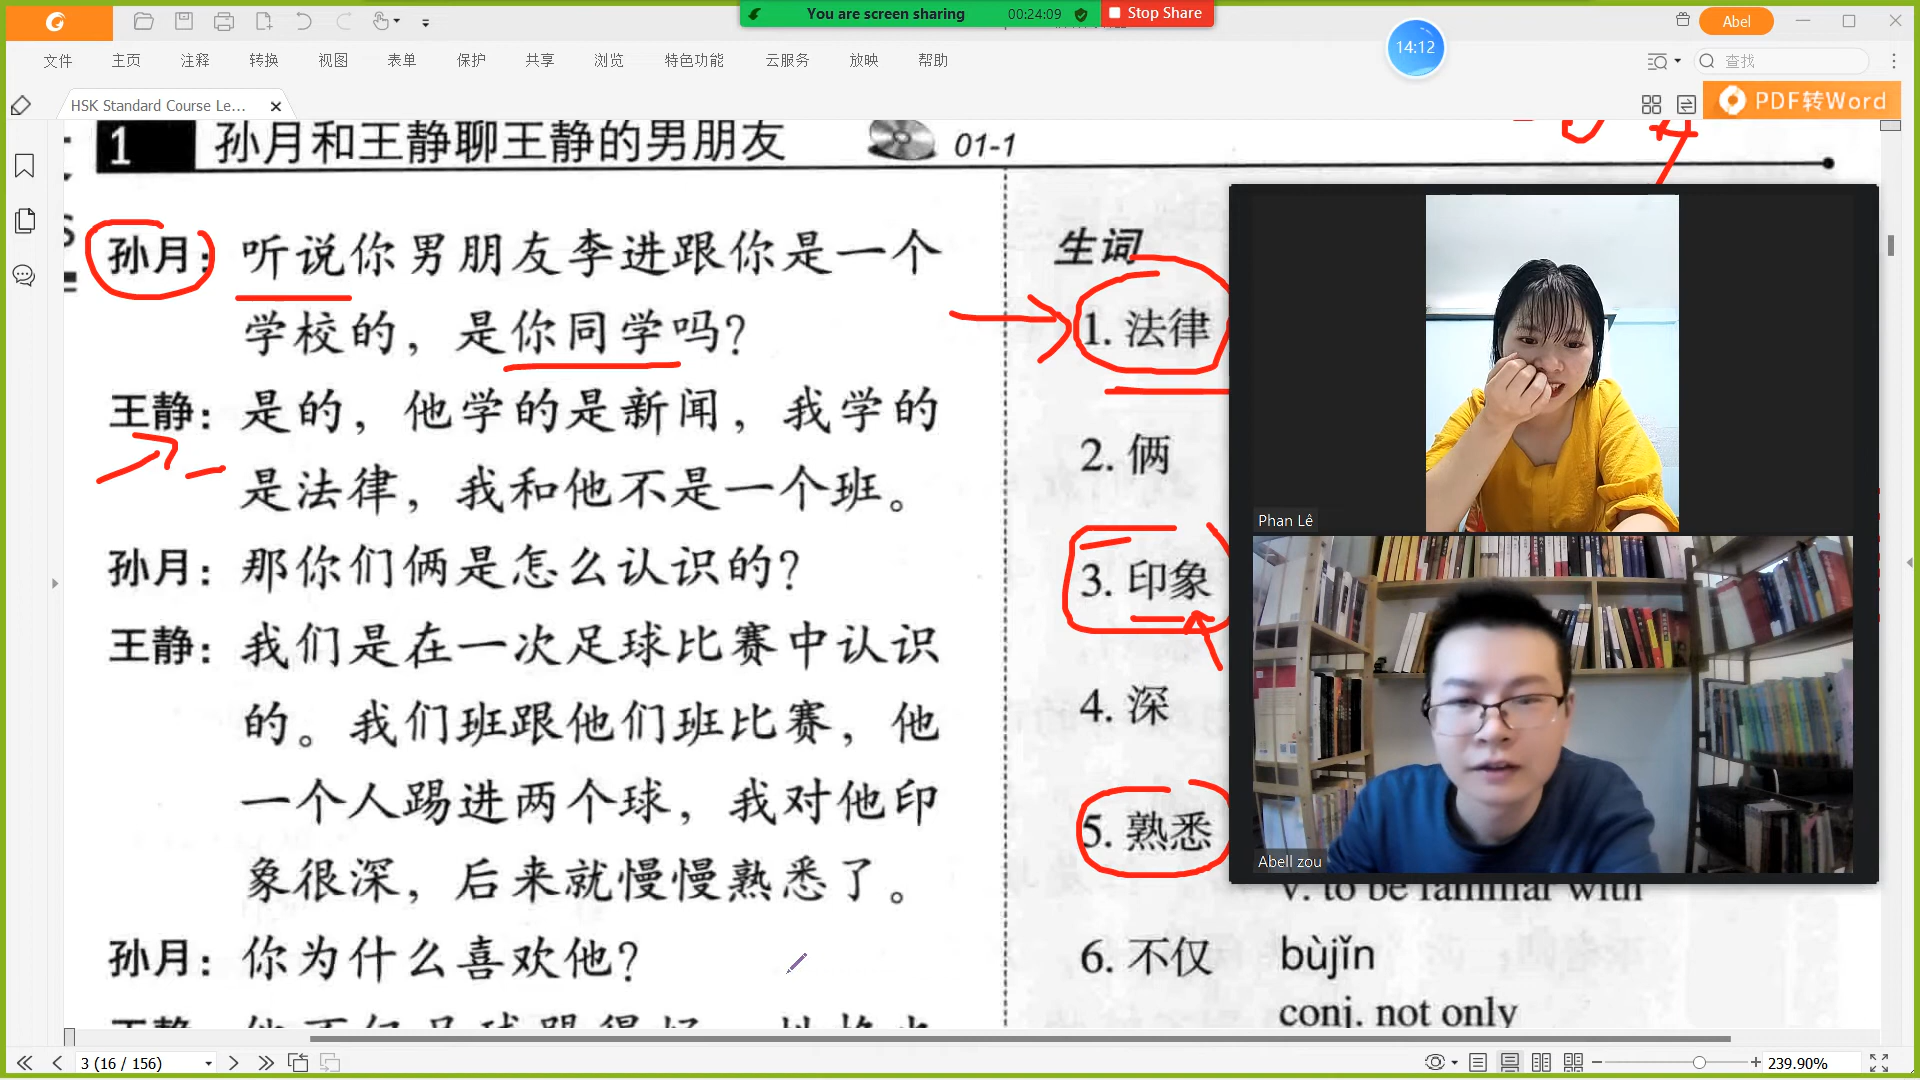 You are screen sharing 00:24:09 Stop Share
Abel
14:12
文件 主页 注释 转换 视图 表单 保护 共享 浏览 特色功能 云服务 放映 帮助 查找
HSK Standard Course Le...
PDF转Word
1 孙月和王静聊王静的男朋友 01-1
孙月：听说你男朋友李进跟你是一个
学校的，是你同学吗？
王静：是的，他学的是新闻，我学的
是法律，我和他不是一个班。
孙月：那你们俩是怎么认识的？
王静：我们是在一次足球比赛中认识
的。我们班跟他们班比赛，他
一个人踢进两个球，我对他印
象很深，后来就慢慢熟悉了。
孙月：你为什么喜欢他？
生词
1. 法律
2. 俩
3. 印象
4. 深
5. 熟悉
v. to be familiar with
6. 不仅 bùjǐn
conj. not only
Phan Lê
Abell zou
3 (16 / 156)
239.90%